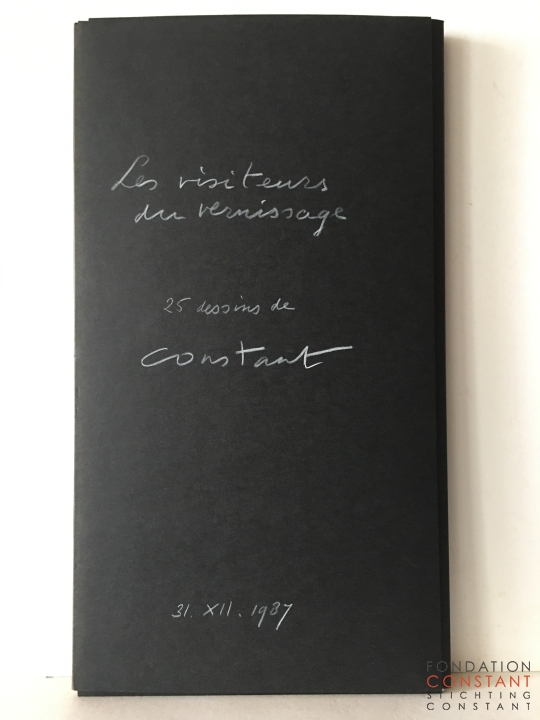 Les visiteurs
du vernissage
25 dessins de
Constant
31. XII. 1987
FONDATION
CONSTANT
STICHTING
CONSTANT